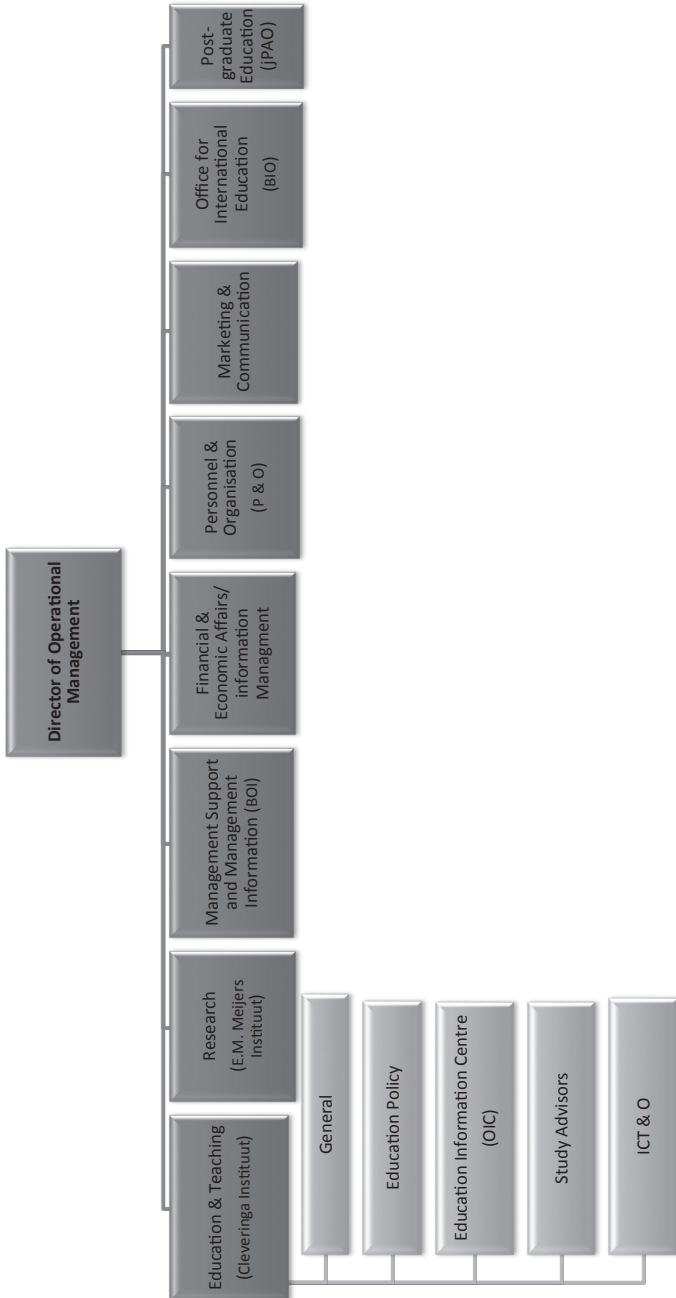 Director of Operational
Management
Education & Teaching
(Cleveringa Instituut)
Research
(E.M. Meijers
Instituut)
Management Support
and Management
Information (BOI)
Financial &
Economic Affairs/
information
Managment
Personnel &
Organisation
(P & O)
Marketing &
Communication
Office for
International
Education
(BIO)
Post-
graduate
Education
(jPAO)
General
Education Policy
Education Information Centre
(OIC)
Study Advisors
ICT & O